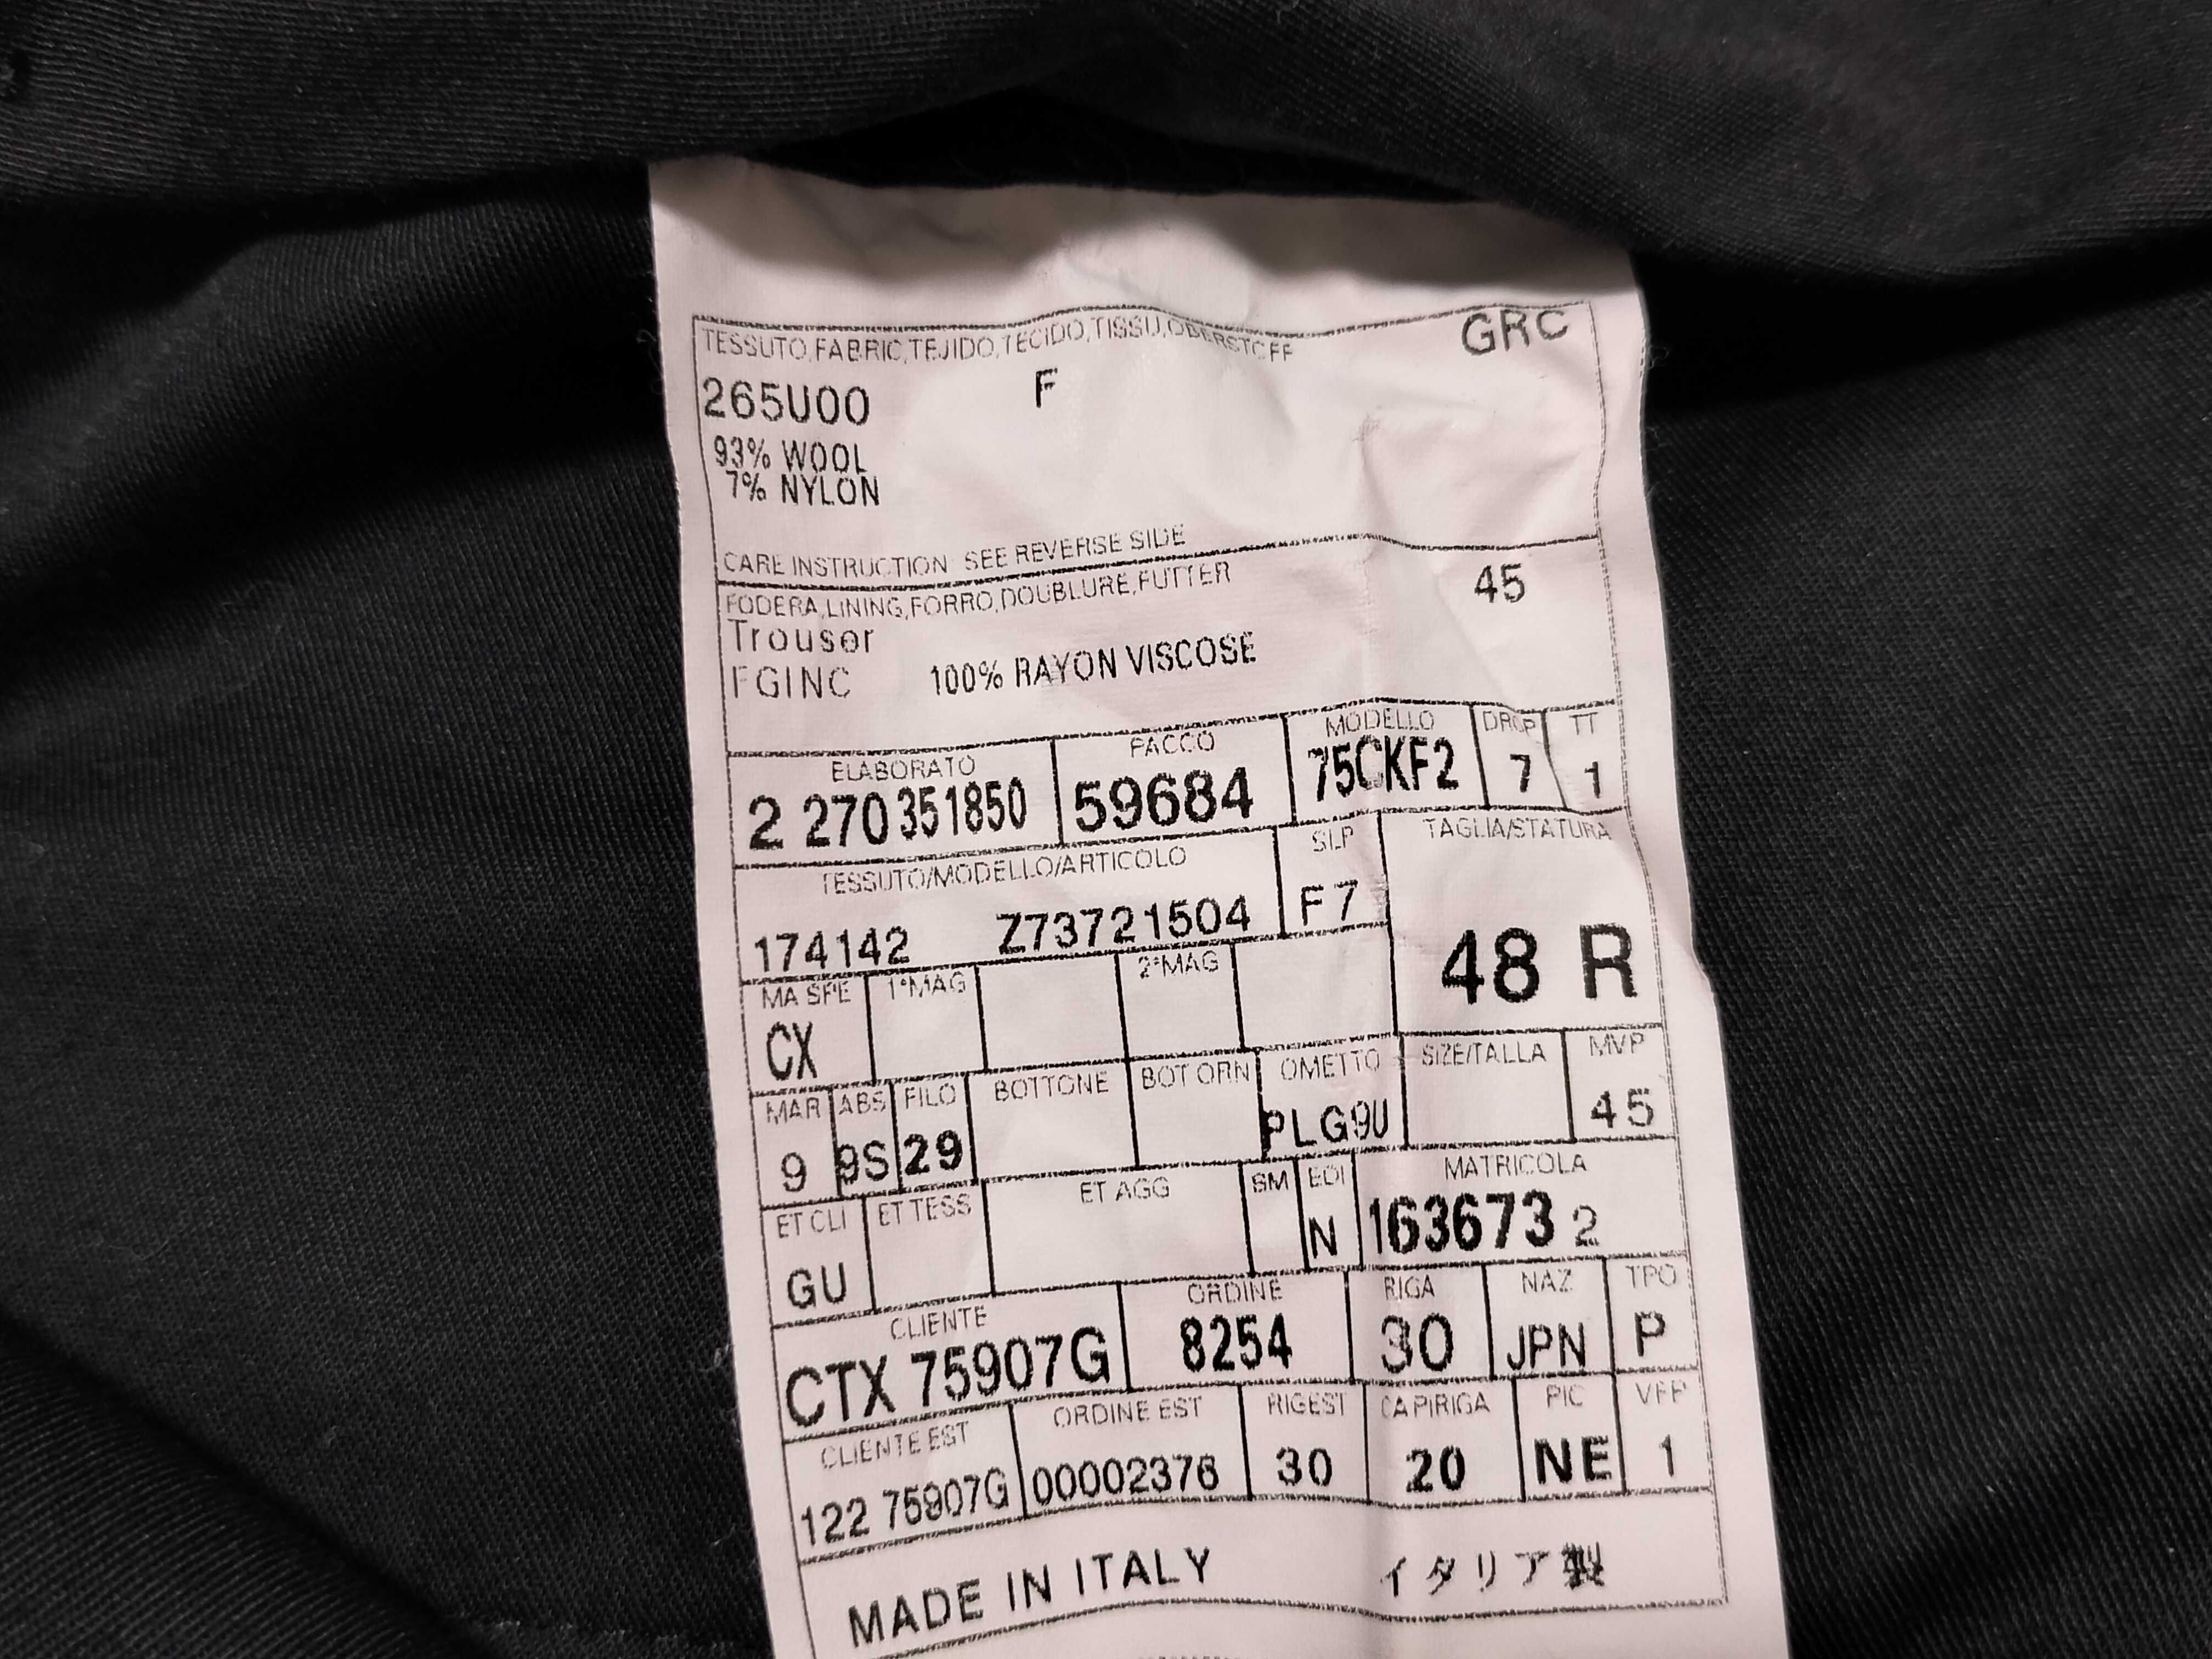 TESSUTO,FABRIC,TEJIDO,TECIDO,TISSU,OBERSTOFF GRC
265U00 F
93% WOOL
7% NYLON
CARE INSTRUCTION: SEE REVERSE SIDE
FODERA,LINING,FORRO,DOUBLURE,FUTTER 45
Trouser
FGINC 100% RAYON VISCOSE
ELABORATO PACCO MODELLO DROP TT
2 270351850 59684 75CKF2 7 1
TESSUTO/MODELLO/ARTICOLO SLP TAGLIA/STATURA
174142 Z73721504 F7 48 R
MA SPE 1°MAG 2°MAG
CX
MAR ABS FILO BOTTONE BOT ORN OMETTO SIZE/TALLA MVP
9 9S 29 PLG9U 45
ET CLI ET TESS ET AGG SM EDI MATRICOLA
GU N 163673 2
CLIENTE ORDINE RIGA NAZ TPO
CTX 75907G 8254 30 JPN P
CLIENTE EST ORDINE EST RIGEST CAPIRIGA PIC VFP
122 75907G 00002376 30 20 NE 1
MADE IN ITALY イタリア製